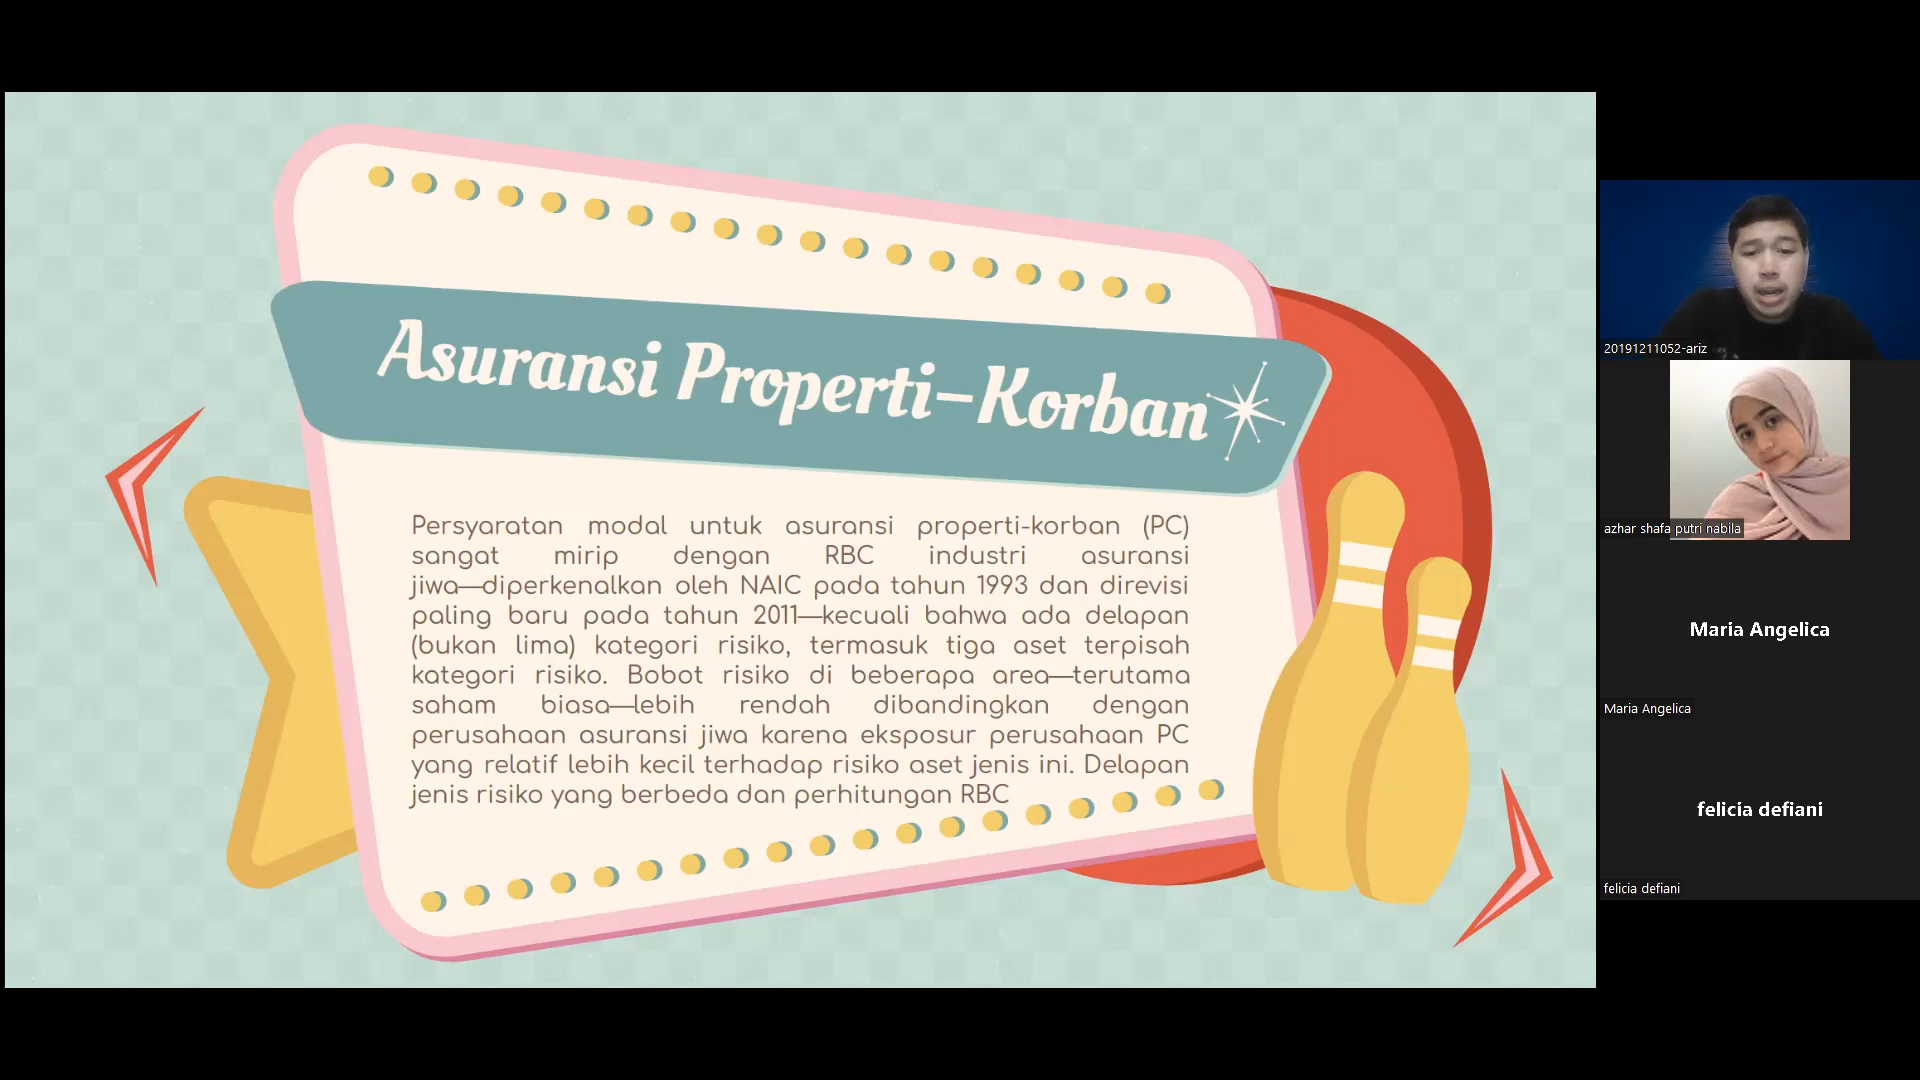 Asuransi Properti–Korban
Persyaratan modal untuk asuransi properti-korban (PC)
sangat mirip dengan RBC industri asuransi
jiwa—diperkenalkan oleh NAIC pada tahun 1993 dan direvisi
paling baru pada tahun 2011—kecuali bahwa ada delapan
(bukan lima) kategori risiko, termasuk tiga aset terpisah
kategori risiko. Bobot risiko di beberapa area—terutama
saham biasa—lebih rendah dibandingkan dengan
perusahaan asuransi jiwa karena eksposur perusahaan PC
yang relatif lebih kecil terhadap risiko aset jenis ini. Delapan
jenis risiko yang berbeda dan perhitungan RBC
20191211052-ariz
azhar shafa putri nabila
Maria Angelica
Maria Angelica
felicia defiani
felicia defiani